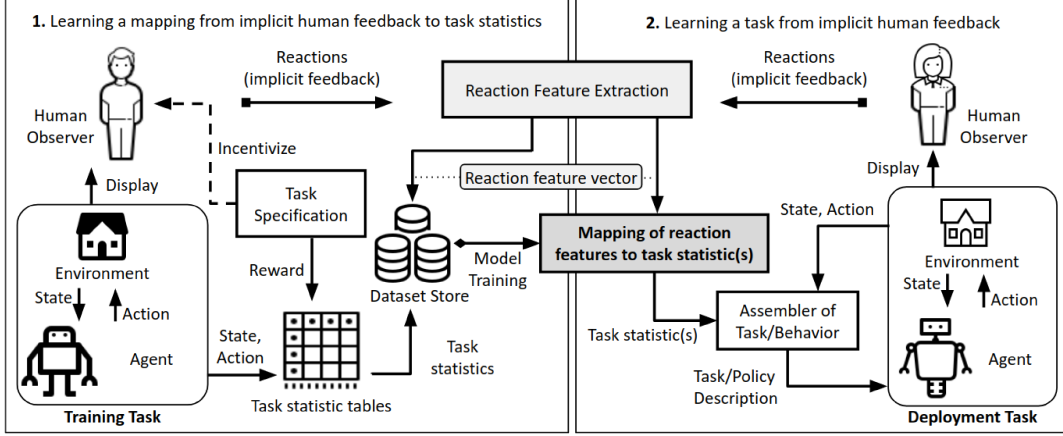 1. Learning a mapping from implicit human feedback to task statistics
Reactions
(implicit feedback)
Human
Observer
Incentivize
Display
Task
Specification
Environment
State
Action
Agent
Training Task
Reward
State,
Action
Task statistic tables
Dataset Store
Task
statistics
Model
Training
Reaction Feature Extraction
Reaction feature vector
Mapping of reaction
features to task statistic(s)
2. Learning a task from implicit human feedback
Reactions
(implicit feedback)
Human
Observer
Display
State, Action
Environment
State
Action
Agent
Deployment Task
Assembler of
Task/Behavior
Task statistic(s)
Task/Policy
Description